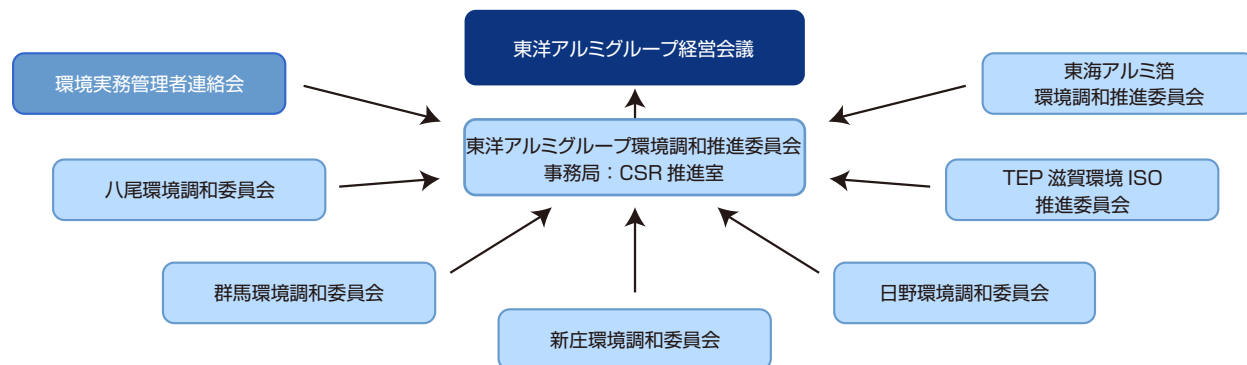 東洋アルミグループ経営会議
環境実務管理者連絡会
東海アルミ箔
環境調和推進委員会
東洋アルミグループ環境調和推進委員会
事務局：CSR 推進室
八尾環境調和委員会
TEP 滋賀環境 ISO
推進委員会
群馬環境調和委員会
日野環境調和委員会
新庄環境調和委員会